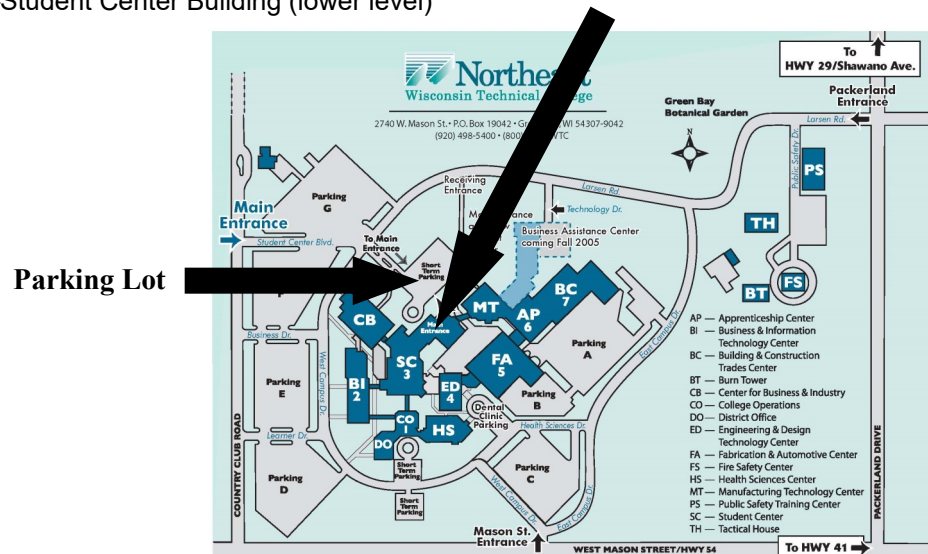 Student Center Building (lower level)
To
HWY 29/Shawano Ave.
Wisconsin Technical
2740 W. Mason St. • P.O. Box 19042 •
WI 54307-9042
(920) 498-5400 •
Green Bay
Botanical Garden
N
Packerland
Entrance
Larsen Rd.
Public Safety Dr.
PS
Receiving
Entrance
Larsen Rd.
Technology Dr.
Parking
G
Main
Entrance
Student Center Blvd.
To Main
Entrance
Business Assistance Center
coming Fall 2005
TH
Parking Lot
Short
Term
Parking
BT
FS
CB
MT
AP
6
BC
7
Main
Entrance
Business Dr.
West Campus Dr.
SC
3
FA
5
Parking
A
East Campus Dr.
BI
2
Parking
E
ED
4
Parking
B
Dental
Clinic
Parking
CO
1
HS
DO
Health Sciences Dr.
Learner Dr.
Short
Term
Parking
Short
Term
Parking
Parking
D
Parking
C
West Campus Dr.
East Campus Dr.
COUNTRY CLUB ROAD
PACKERLAND DRIVE
AP — Apprenticeship Center
BI — Business & Information
Technology Center
BC — Building & Construction
Trades Center
BT — Burn Tower
CB — Center for Business & Industry
CO — College Operations
DO — District Office
ED — Engineering & Design
Technology Center
FA — Fabrication & Automotive Center
FS — Fire Safety Center
HS — Health Sciences Center
MT — Manufacturing Technology Center
PS — Public Safety Training Center
SC — Student Center
TH — Tactical House
Mason St.
Entrance
WEST MASON STREET/HWY 54
To HWY 41